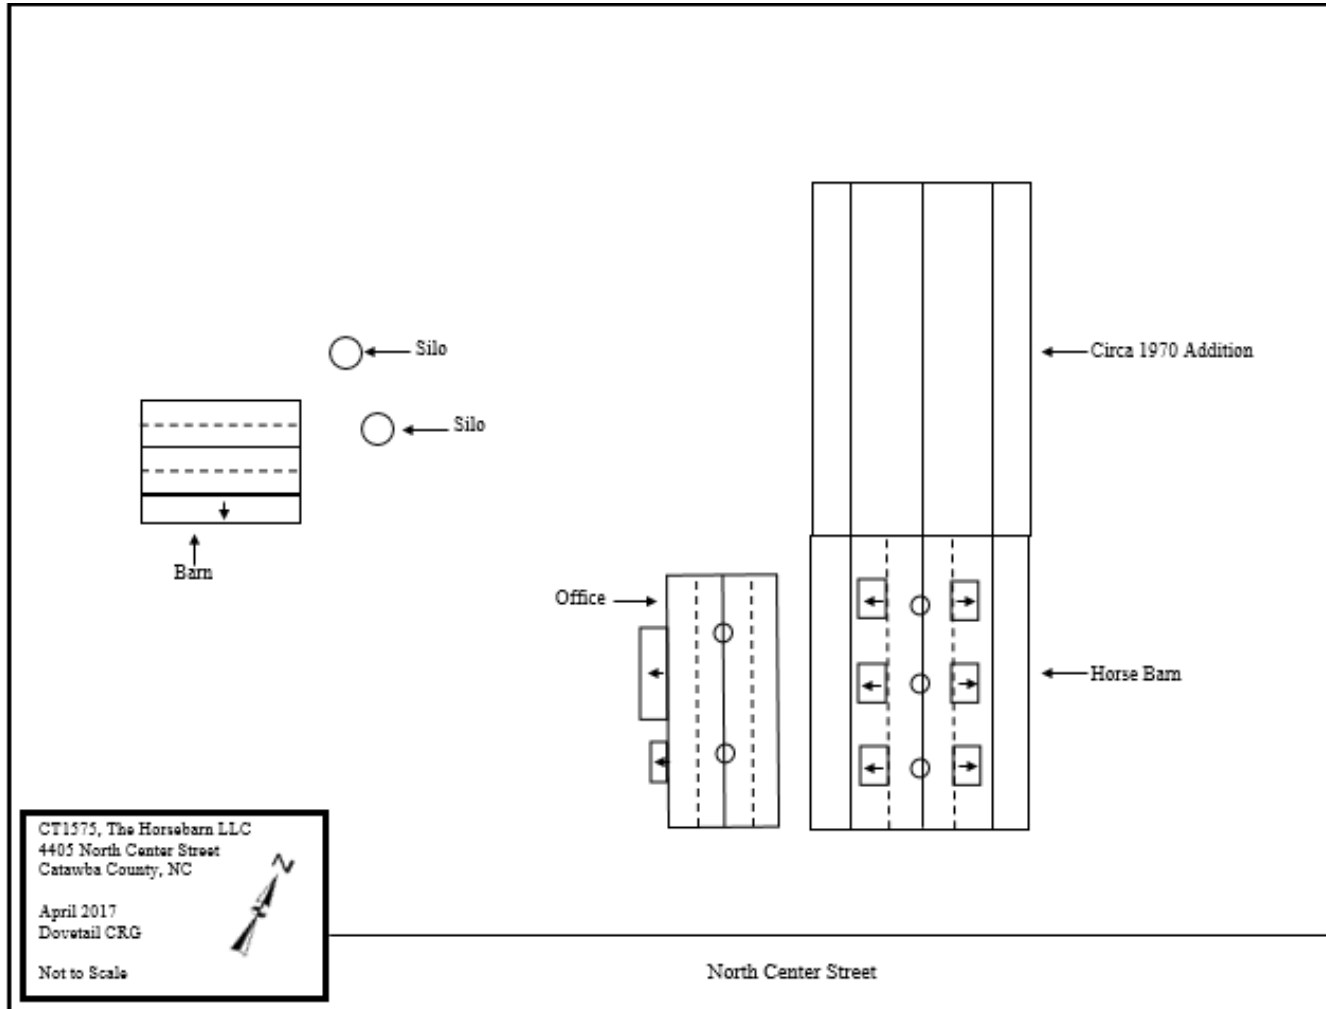 Silo
Circa 1970 Addition
Silo
Barn
Office
Horse Barn
CT1575, The Horsebarn LLC
4405 North Center Street
Catawba County, NC
N
April 2017
Dovetail CRG
Not to Scale
North Center Street